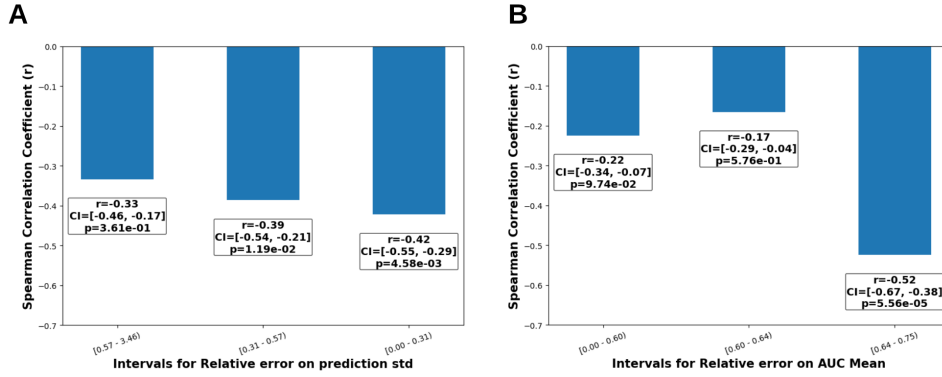 A
B
Spearman Correlation Coefficient (r)
0.0
−0.1
−0.2
−0.3
−0.4
−0.5
−0.6
−0.7
r=-0.33
CI=[-0.46, -0.17]
p=3.61e-01
r=-0.39
CI=[-0.54, -0.21]
p=1.19e-02
r=-0.42
CI=[-0.55, -0.29]
p=4.58e-03
[0.57 - 3.46)
[0.31 - 0.57)
[0.00 - 0.31)
Intervals for Relative error on prediction std
Spearman Correlation Coefficient (r)
0.0
−0.1
−0.2
−0.3
−0.4
−0.5
−0.6
−0.7
r=-0.22
CI=[-0.34, -0.07]
p=9.74e-02
r=-0.17
CI=[-0.29, -0.04]
p=5.76e-01
r=-0.52
CI=[-0.67, -0.38]
p=5.56e-05
[0.00 - 0.60)
[0.60 - 0.64)
[0.64 - 0.75)
Intervals for Relative error on AUC Mean